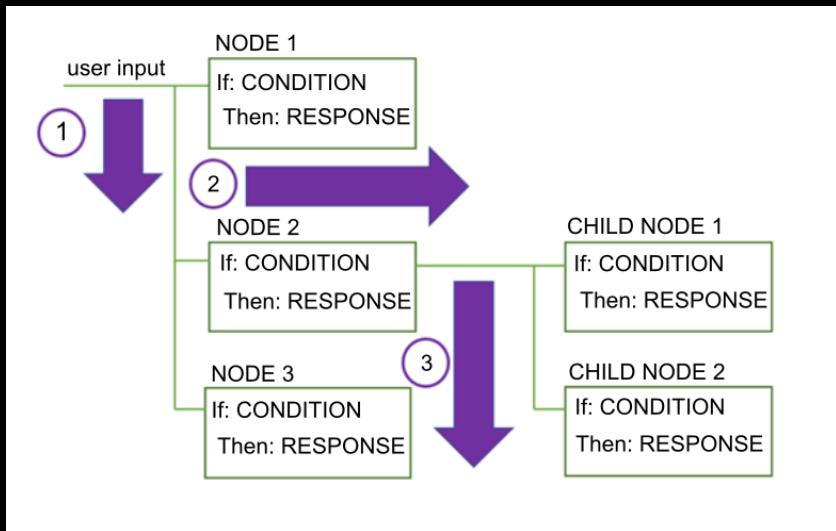 NODE 1
user input
If: CONDITION
Then: RESPONSE
1
2
NODE 2
If: CONDITION
Then: RESPONSE
CHILD NODE 1
If: CONDITION
Then: RESPONSE
3
NODE 3
If: CONDITION
Then: RESPONSE
CHILD NODE 2
If: CONDITION
Then: RESPONSE